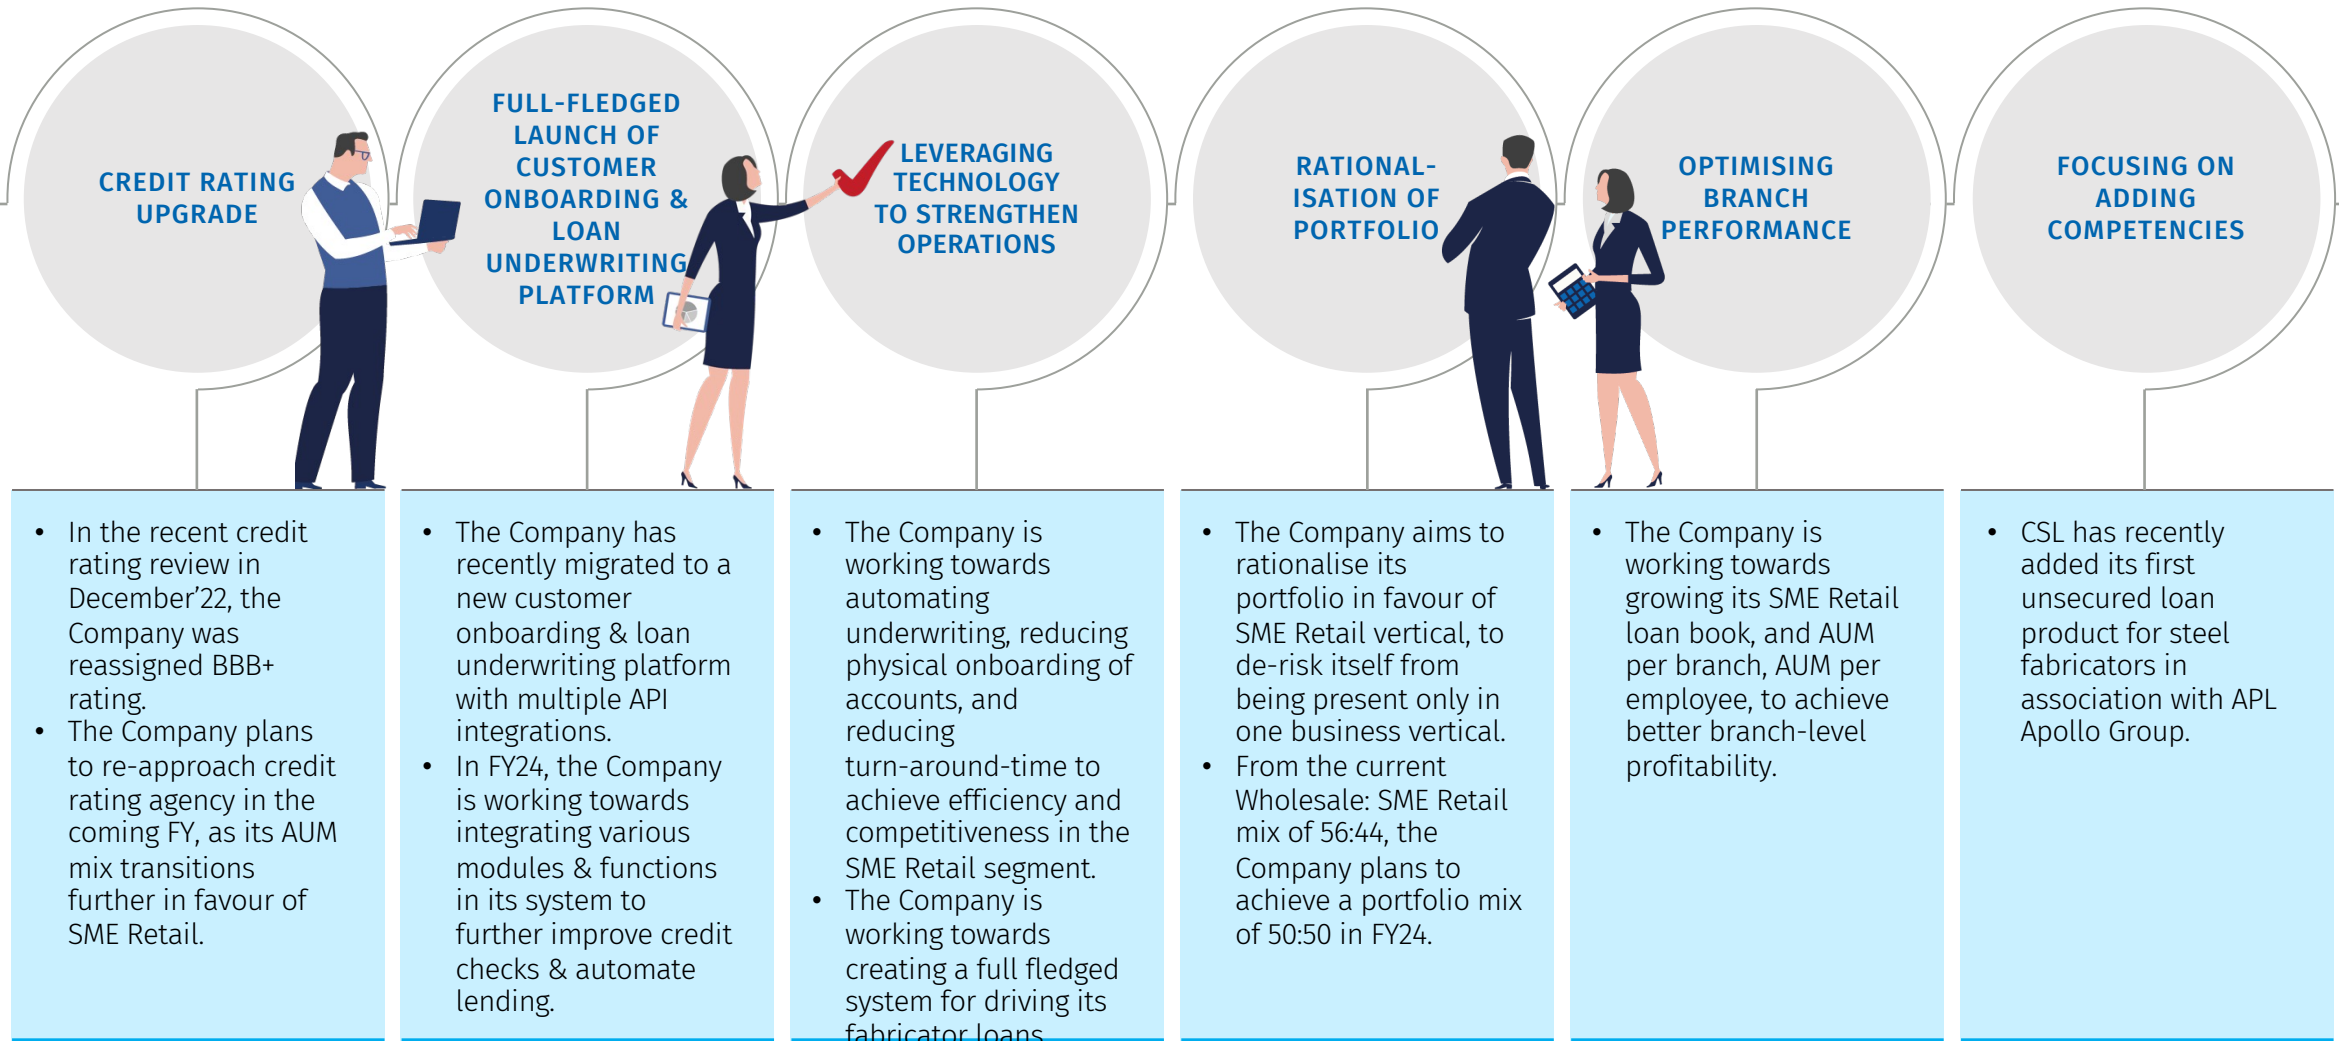 CREDIT RATING
UPGRADE
FULL-FLEDGED
LAUNCH OF
CUSTOMER
ONBOARDING &
LOAN
UNDERWRITING
PLATFORM
LEVERAGING
TECHNOLOGY
TO STRENGTHEN
OPERATIONS
RATIONAL-
ISATION OF
PORTFOLIO
OPTIMISING
BRANCH
PERFORMANCE
FOCUSING ON
ADDING
COMPETENCIES
• In the recent credit
rating review in
December’22, the
Company was
reassigned BBB+
rating.
• The Company plans
to re-approach credit
rating agency in the
coming FY, as its AUM
mix transitions
further in favour of
SME Retail.
• The Company has
recently migrated to a
new customer
onboarding & loan
underwriting platform
with multiple API
integrations.
• In FY24, the Company
is working towards
integrating various
modules & functions
in its system to
further improve credit
checks & automate
lending.
• The Company is
working towards
automating
underwriting, reducing
physical onboarding of
accounts, and
reducing
turn-around-time to
achieve efficiency and
competitiveness in the
SME Retail segment.
• The Company is
working towards
creating a full fledged
system for driving its
fabricator loans
• The Company aims to
rationalise its
portfolio in favour of
SME Retail vertical, to
de-risk itself from
being present only in
one business vertical.
• From the current
Wholesale: SME Retail
mix of 56:44, the
Company plans to
achieve a portfolio mix
of 50:50 in FY24.
• The Company is
working towards
growing its SME Retail
loan book, and AUM
per branch, AUM per
employee, to achieve
better branch-level
profitability.
• CSL has recently
added its first
unsecured loan
product for steel
fabricators in
association with APL
Apollo Group.